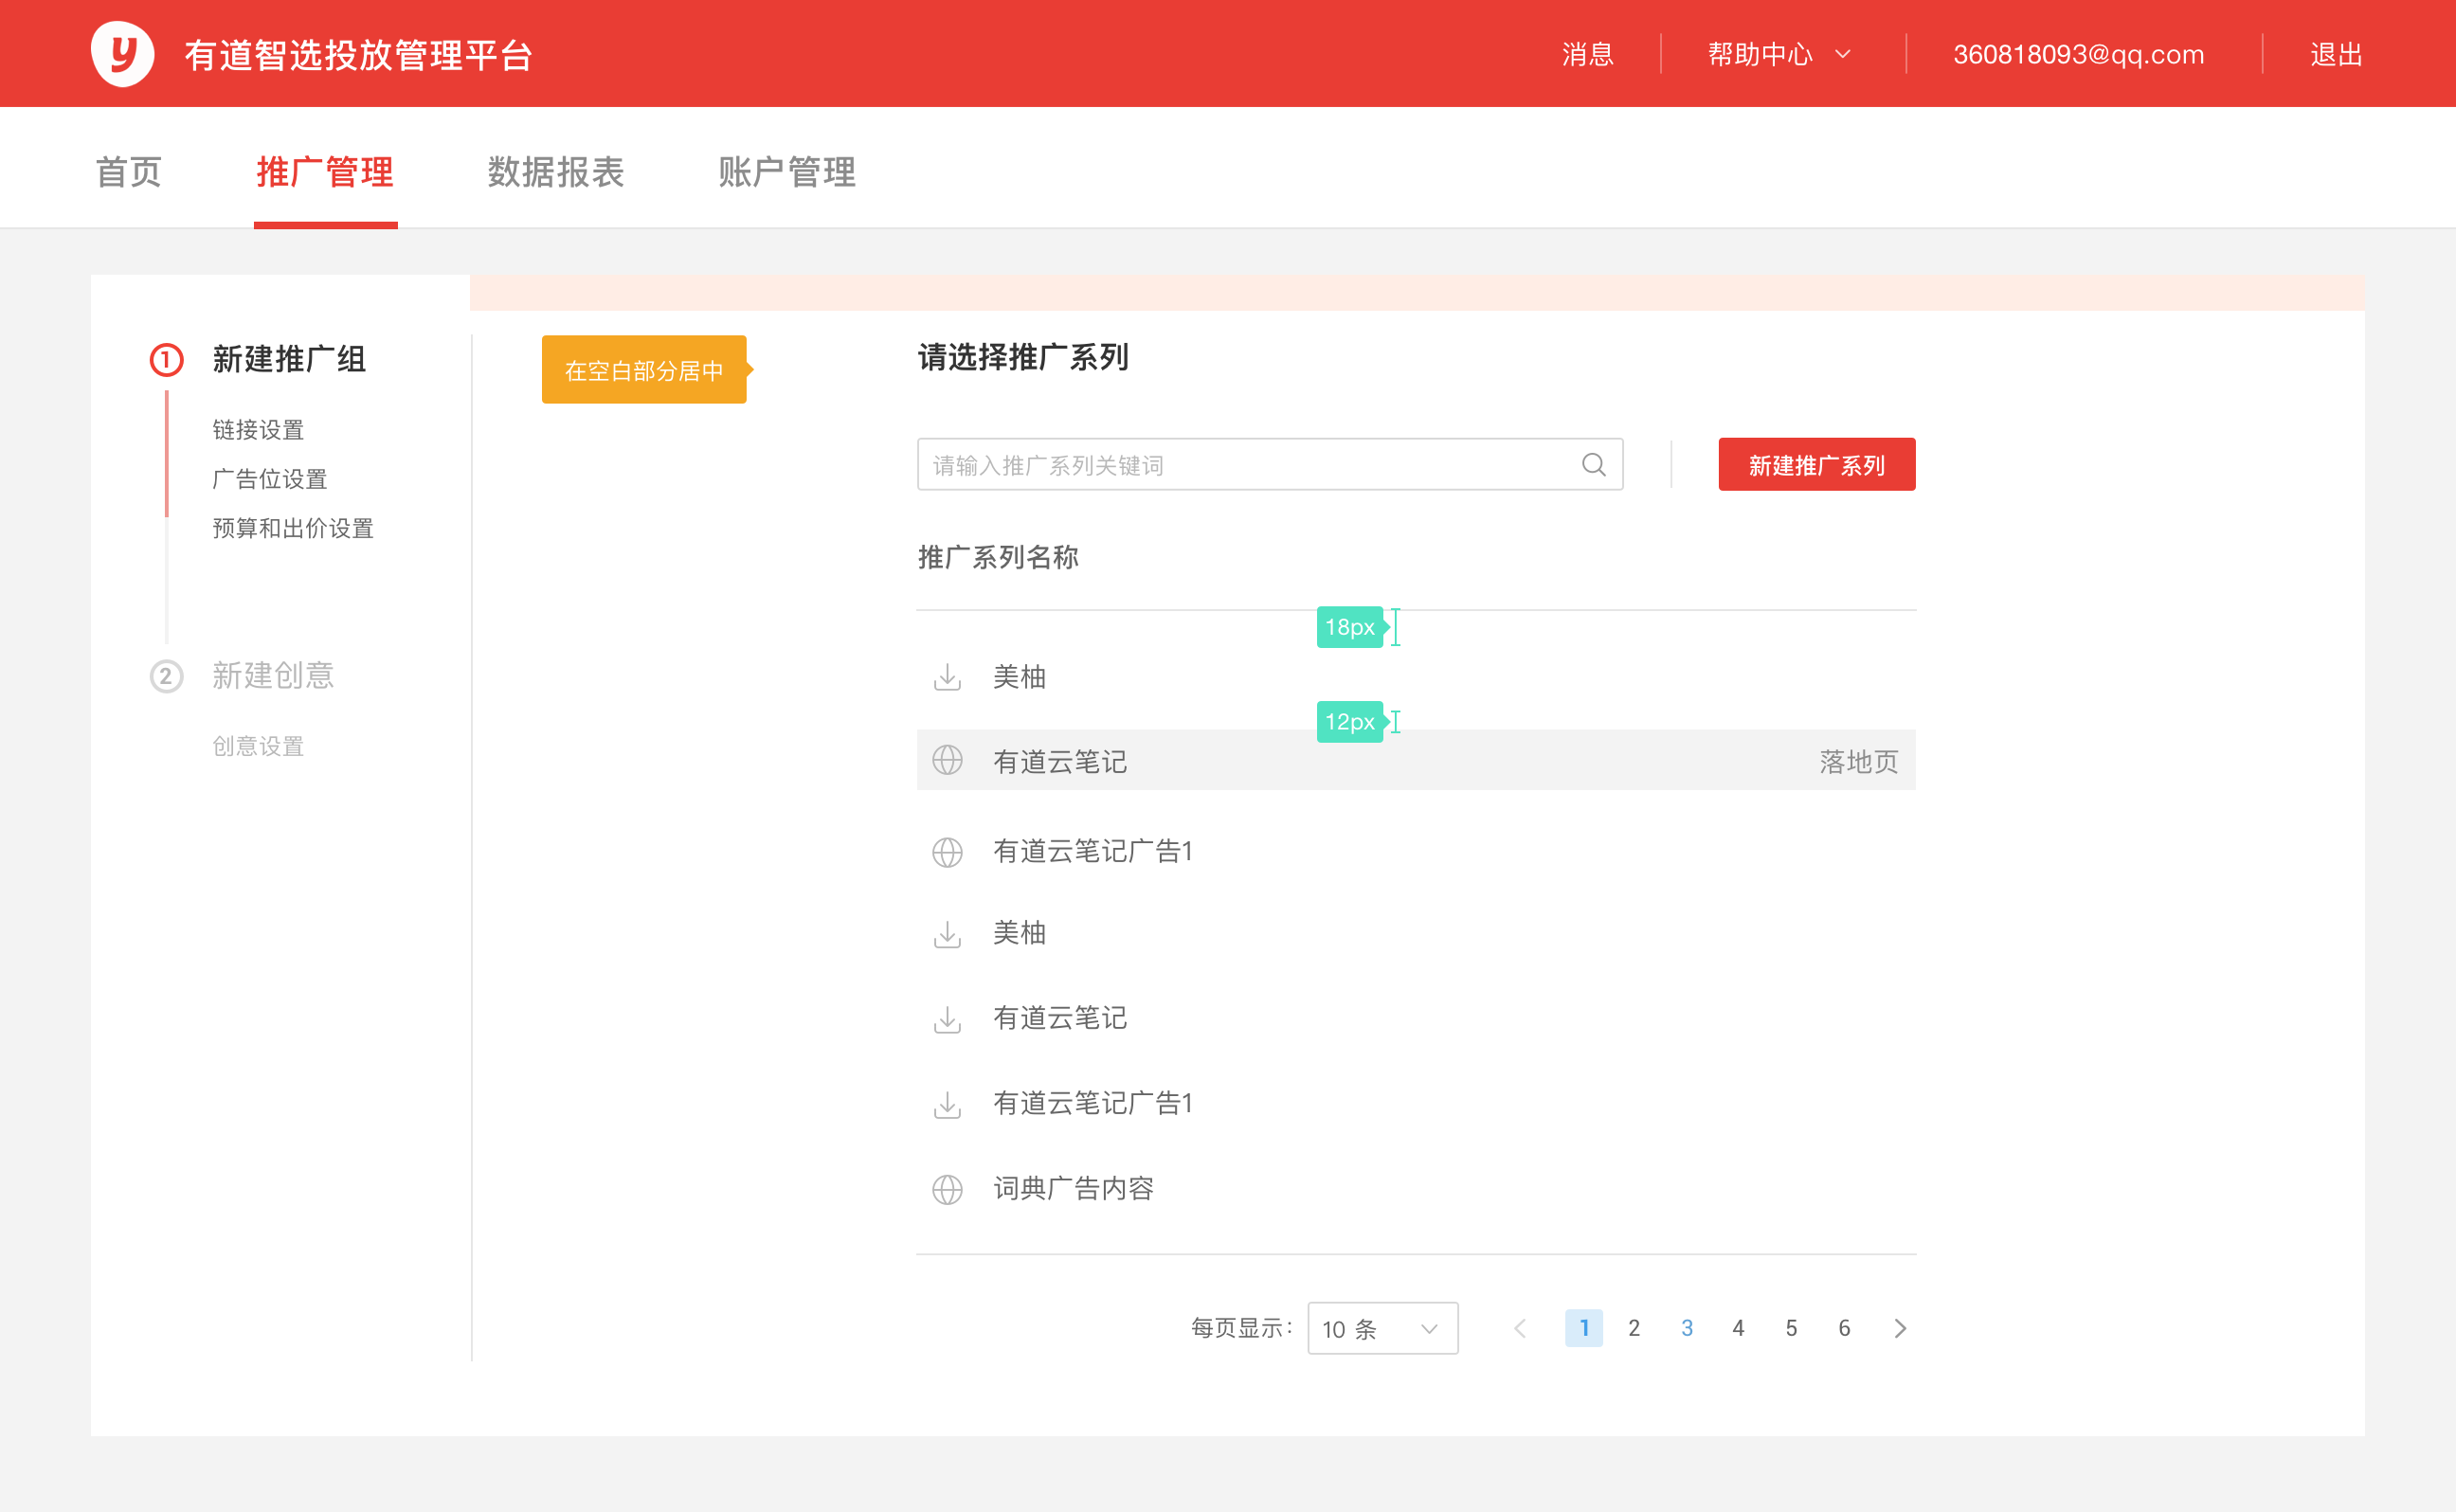 y 有道智选投放管理平台 消息 帮助中心 360818093@qq.com 退出
首页 推广管理 数据报表 账户管理
1 新建推广组
链接设置
广告位设置
预算和出价设置
2 新建创意
创意设置
在空白部分居中
请选择推广系列
请输入推广系列关键词 新建推广系列
推广系列名称
18px
美柚
12px
有道云笔记 落地页
有道云笔记广告1
美柚
有道云笔记
有道云笔记广告1
词典广告内容
每页显示: 10 条 1 2 3 4 5 6